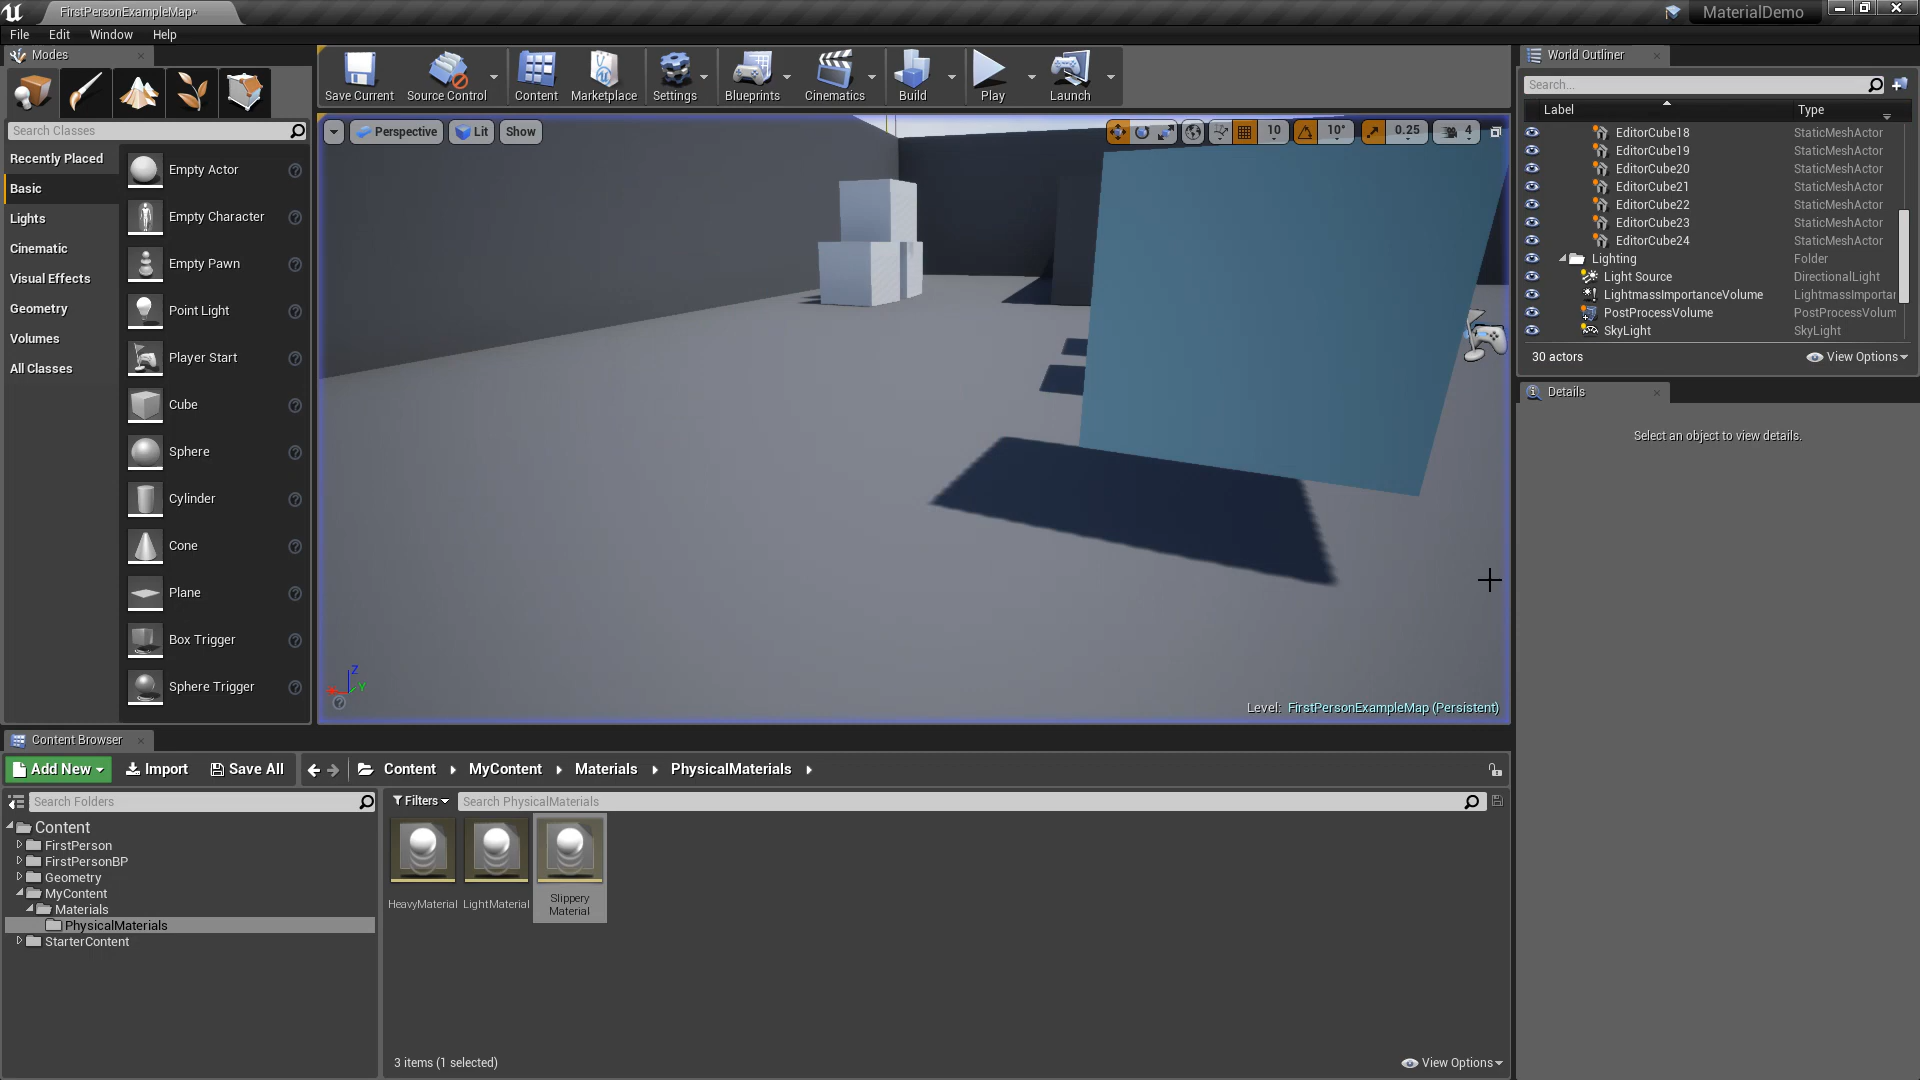 FirstPersonExampleMap*
MaterialDemo
File Edit Window Help
Modes
Search Classes
Recently Placed
Basic
Lights
Cinematic
Visual Effects
Geometry
Volumes
All Classes
Empty Actor
Empty Character
Empty Pawn
Point Light
Player Start
Cube
Sphere
Cylinder
Cone
Plane
Box Trigger
Sphere Trigger
Save Current
Source Control
Content
Marketplace
Settings
Blueprints
Cinematics
Build
Play
Launch
Perspective
Lit
Show
10
10°
0.25
4
Z
Y
Level: FirstPersonExampleMap (Persistent)
World Outliner
Search...
Label Type
EditorCube18 StaticMeshActor
EditorCube19 StaticMeshActor
EditorCube20 StaticMeshActor
EditorCube21 StaticMeshActor
EditorCube22 StaticMeshActor
EditorCube23 StaticMeshActor
EditorCube24 StaticMeshActor
Lighting Folder
Light Source DirectionalLight
LightmassImportanceVolume LightmassImportar
PostProcessVolume PostProcessVolum
SkyLight SkyLight
30 actors
View Options
Details
Select an object to view details.
Content Browser
Add New
Import
Save All
Content
MyContent
Materials
PhysicalMaterials
Search Folders
Content
FirstPerson
FirstPersonBP
Geometry
MyContent
Materials
PhysicalMaterials
StarterContent
Filters
Search PhysicalMaterials
HeavyMaterial
LightMaterial
Slippery
Material
3 items (1 selected)
View Options